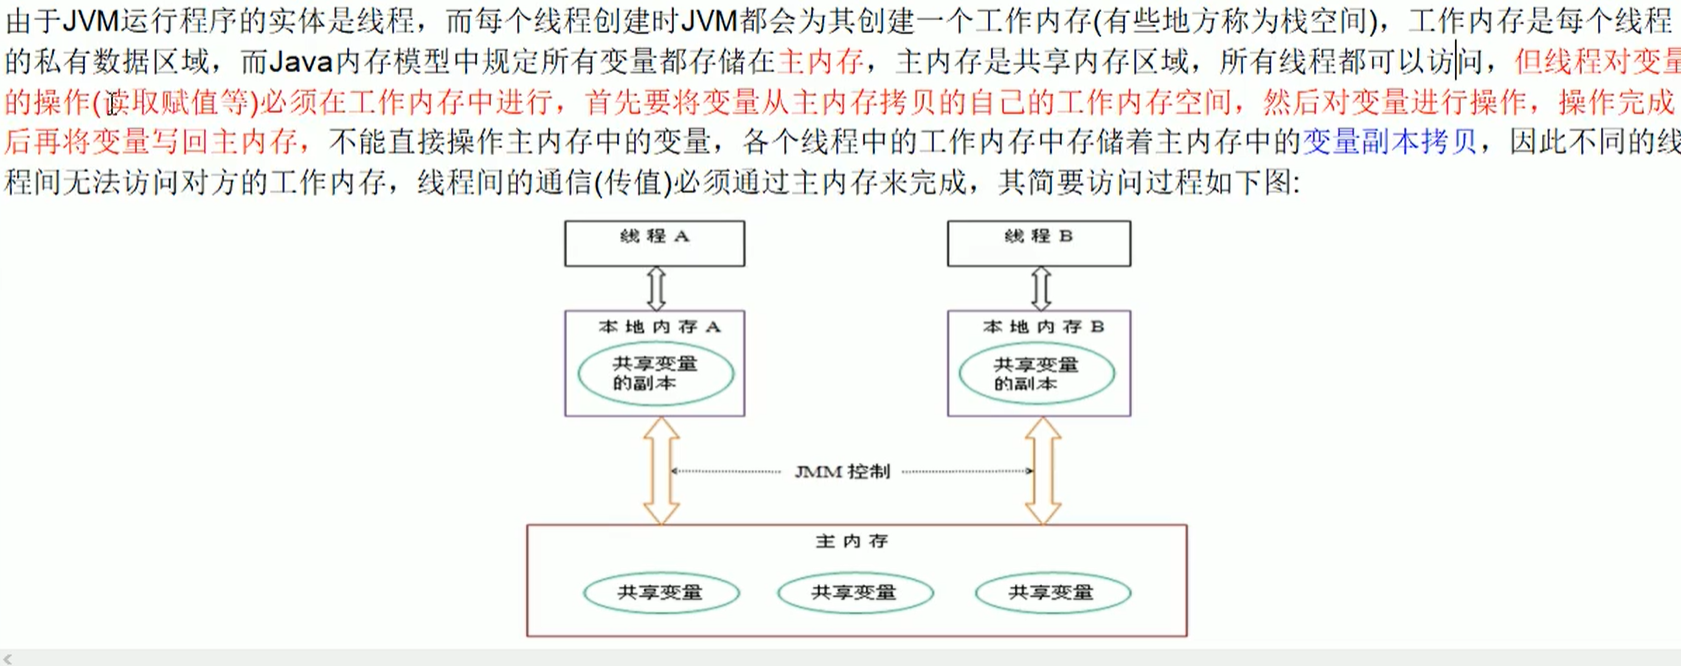 由于JVM运行程序的实体是线程，而每个线程创建时JVM都会为其创建一个工作内存(有些地方称为栈空间)，工作内存是每个线程
的私有数据区域，而Java内存模型中规定所有变量都存储在主内存，主内存是共享内存区域，所有线程都可以访问，但线程对变量
的操作(读取赋值等)必须在工作内存中进行，首先要将变量从主内存拷贝的自己的工作内存空间，然后对变量进行操作，操作完成
后再将变量写回主内存，不能直接操作主内存中的变量，各个线程中的工作内存中存储着主内存中的变量副本拷贝，因此不同的线
程间无法访问对方的工作内存，线程间的通信(传值)必须通过主内存来完成，其简要访问过程如下图:
线程A
线程B
本地内存A
本地内存B
共享变量
的副本
共享变量
的副本
JMM控制
主内存
共享变量
共享变量
共享变量